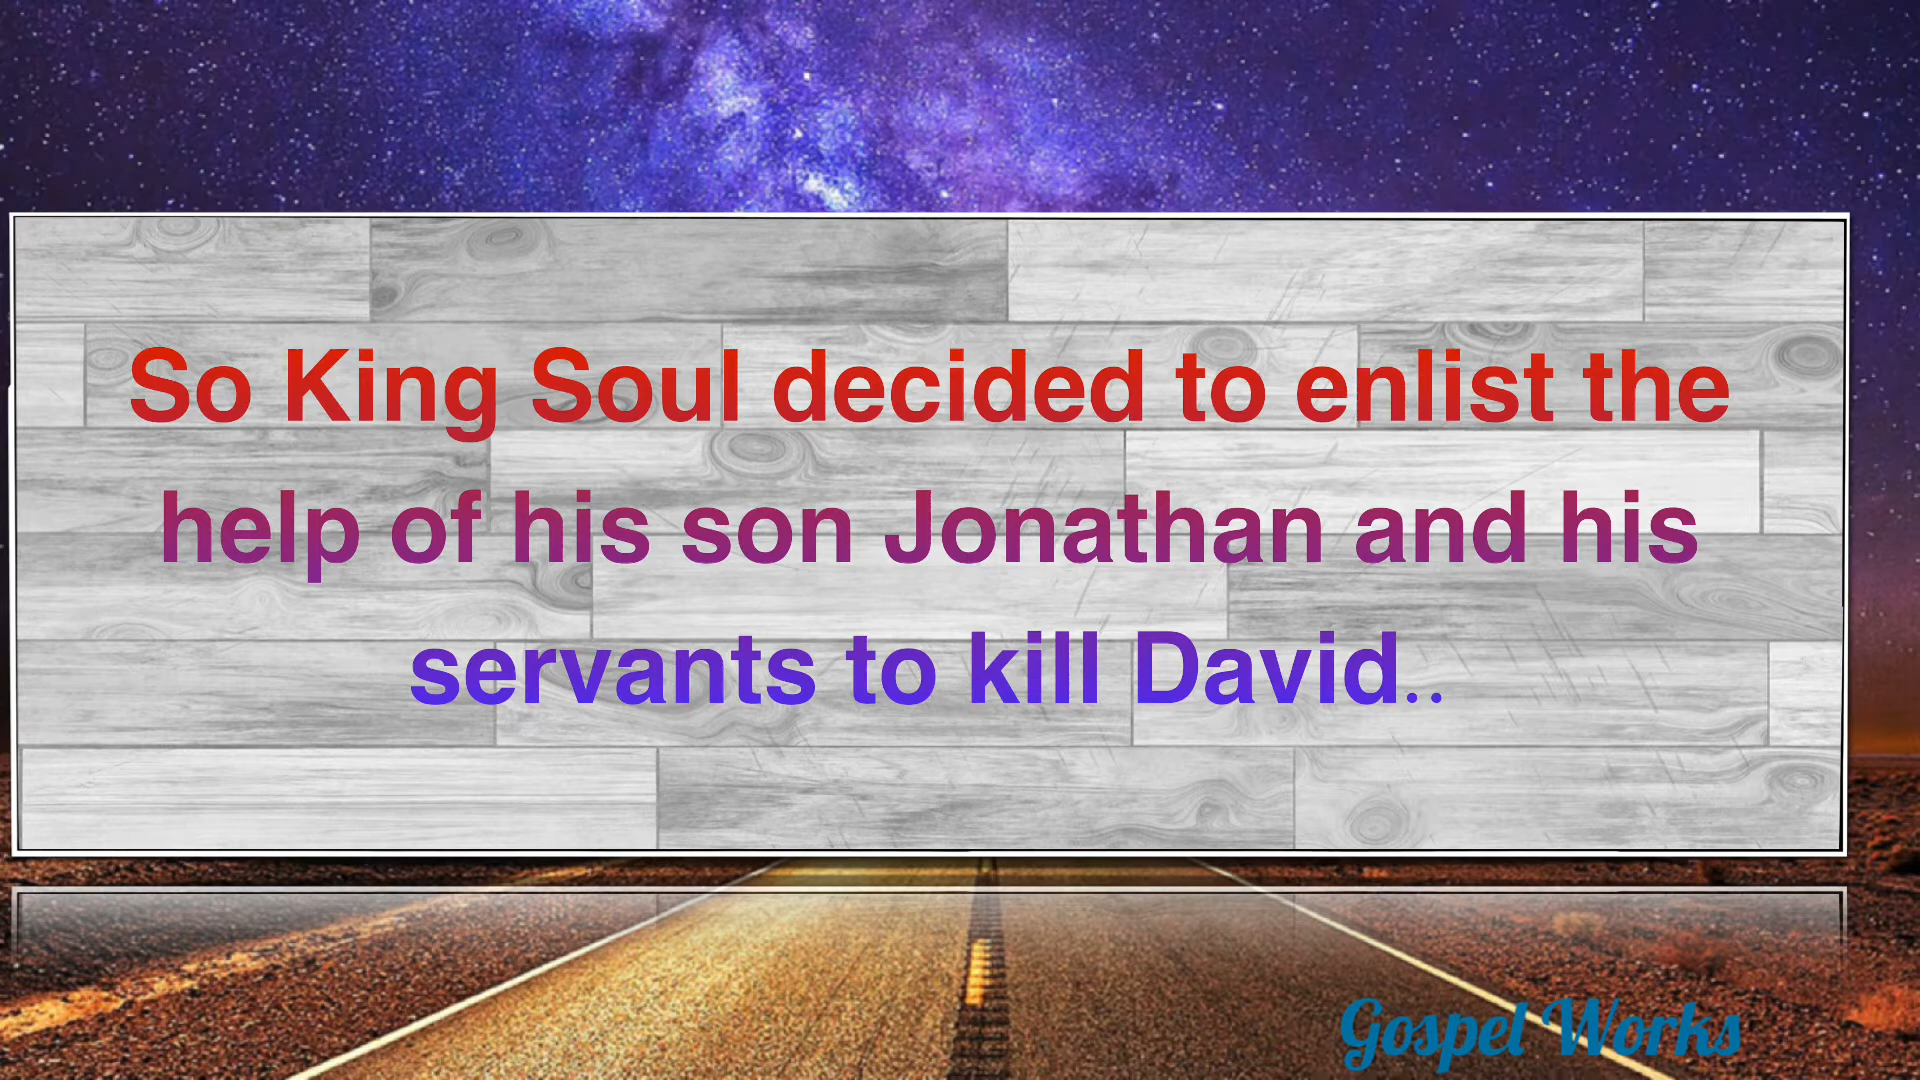 So King Soul decided to enlist the
help of his son Jonathan and his
servants to kill David..
Gospel Works